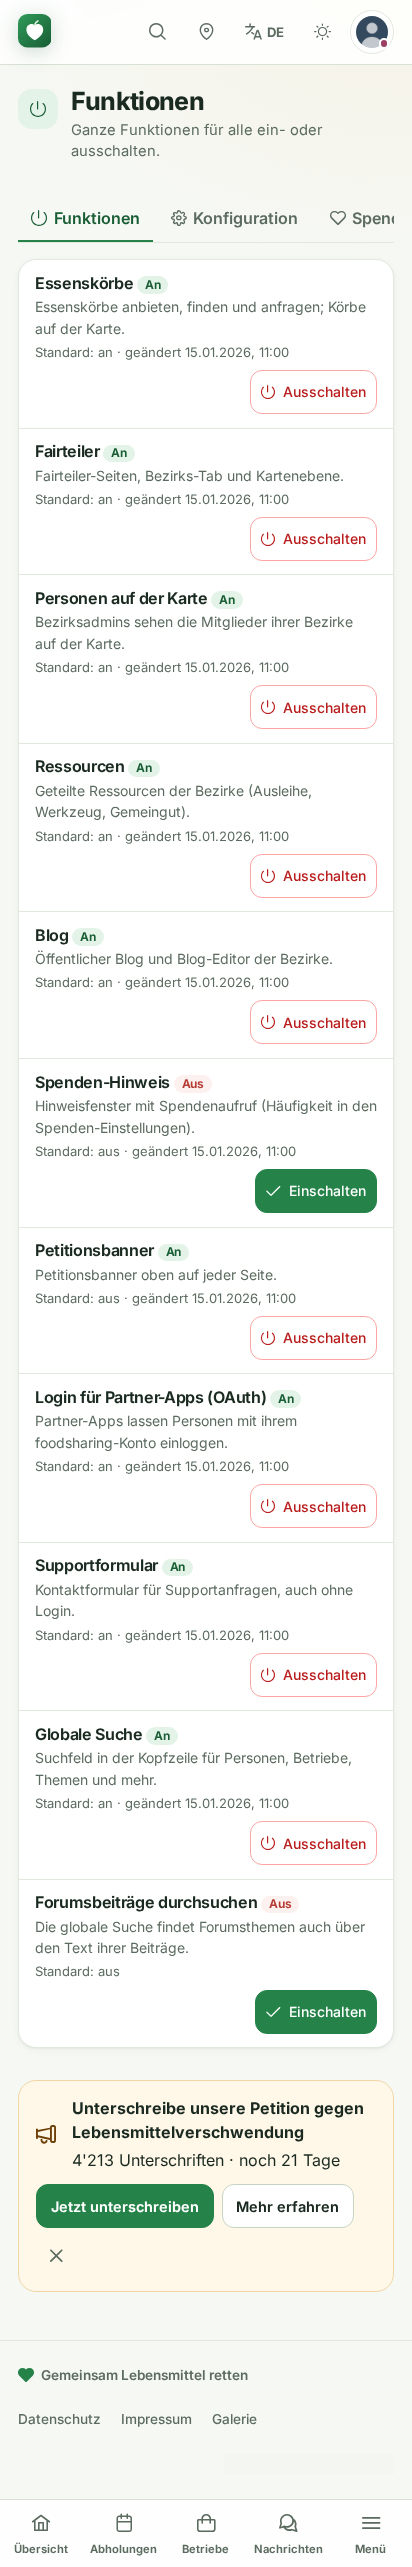 DE
Funktionen
Ganze Funktionen für alle ein- oder
ausschalten.
Funktionen Konfiguration Spend
Essenskörbe An
Essenskörbe anbieten, finden und anfragen; Körbe
auf der Karte.
Standard: an · geändert 15.01.2026, 11:00
Ausschalten
Fairteiler An
Fairteiler-Seiten, Bezirks-Tab und Kartenebene.
Standard: an · geändert 15.01.2026, 11:00
Ausschalten
Personen auf der Karte An
Bezirksadmins sehen die Mitglieder ihrer Bezirke
auf der Karte.
Standard: an · geändert 15.01.2026, 11:00
Ausschalten
Ressourcen An
Geteilte Ressourcen der Bezirke (Ausleihe,
Werkzeug, Gemeingut).
Standard: an · geändert 15.01.2026, 11:00
Ausschalten
Blog An
Öffentlicher Blog und Blog-Editor der Bezirke.
Standard: an · geändert 15.01.2026, 11:00
Ausschalten
Spenden-Hinweis Aus
Hinweisfenster mit Spendenaufruf (Häufigkeit in den
Spenden-Einstellungen).
Standard: aus · geändert 15.01.2026, 11:00
Einschalten
Petitionsbanner An
Petitionsbanner oben auf jeder Seite.
Standard: aus · geändert 15.01.2026, 11:00
Ausschalten
Login für Partner-Apps (OAuth) An
Partner-Apps lassen Personen mit ihrem
foodsharing-Konto einloggen.
Standard: an · geändert 15.01.2026, 11:00
Ausschalten
Supportformular An
Kontaktformular für Supportanfragen, auch ohne
Login.
Standard: an · geändert 15.01.2026, 11:00
Ausschalten
Globale Suche An
Suchfeld in der Kopfzeile für Personen, Betriebe,
Themen und mehr.
Standard: an · geändert 15.01.2026, 11:00
Ausschalten
Forumsbeiträge durchsuchen Aus
Die globale Suche findet Forumsthemen auch über
den Text ihrer Beiträge.
Standard: aus
Einschalten
Unterschreibe unsere Petition gegen
Lebensmittelverschwendung
4'213 Unterschriften · noch 21 Tage
Jetzt unterschreiben Mehr erfahren
Gemeinsam Lebensmittel retten
Datenschutz Impressum Galerie
Übersicht Abholungen Betriebe Nachrichten Menü